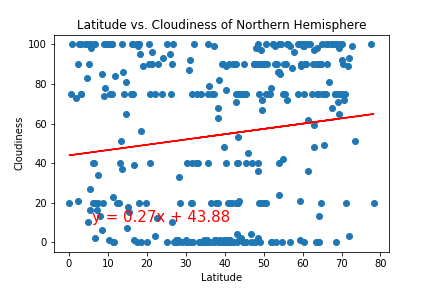 Latitude vs. Cloudiness of Northern Hemisphere
100
80
60
40
20
0
Cloudiness
y = 0.27x + 43.88
0 10 20 30 40 50 60 70 80
Latitude